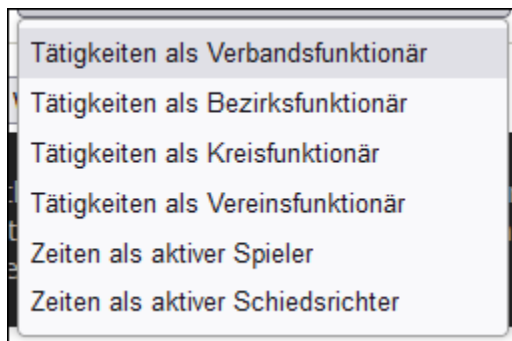 Tätigkeiten als Verbandsfunktionär
Tätigkeiten als Bezirksfunktionär
Tätigkeiten als Kreisfunktionär
Tätigkeiten als Vereinsfunktionär
Zeiten als aktiver Spieler
Zeiten als aktiver Schiedsrichter